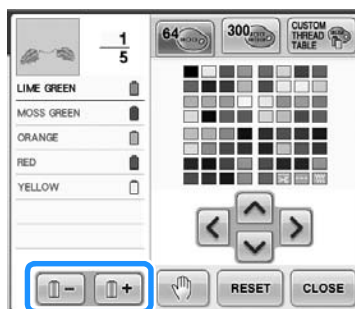 1
5
64
300
CUSTOM
THREAD
TABLE
LIME GREEN
MOSS GREEN
ORANGE
RED
YELLOW
−
+
RESET
CLOSE